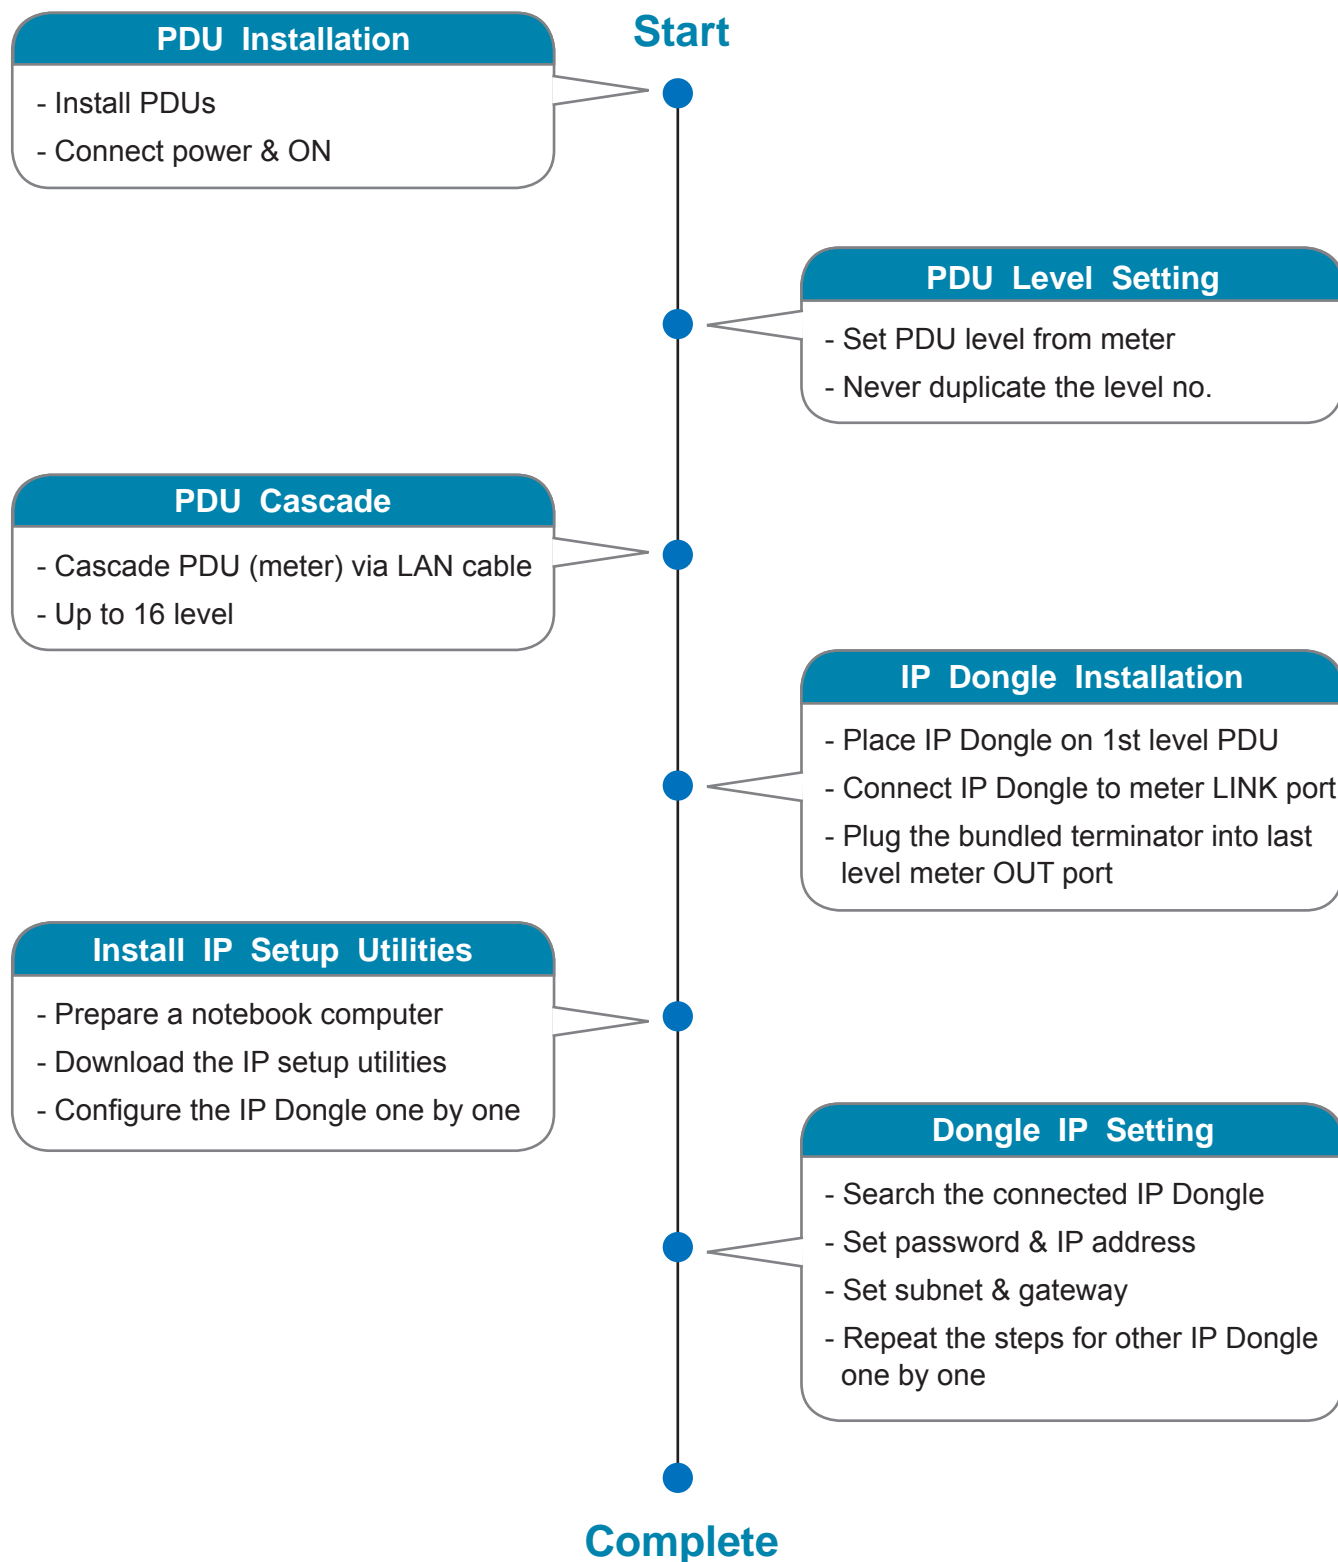 Start
PDU Installation
- Install PDUs
- Connect power & ON
PDU Level Setting
- Set PDU level from meter
- Never duplicate the level no.
PDU Cascade
- Cascade PDU (meter) via LAN cable
- Up to 16 level
IP Dongle Installation
- Place IP Dongle on 1st level PDU
- Connect IP Dongle to meter LINK port
- Plug the bundled terminator into last
level meter OUT port
Install IP Setup Utilities
- Prepare a notebook computer
- Download the IP setup utilities
- Configure the IP Dongle one by one
Dongle IP Setting
- Search the connected IP Dongle
- Set password & IP address
- Set subnet & gateway
- Repeat the steps for other IP Dongle
one by one
Complete